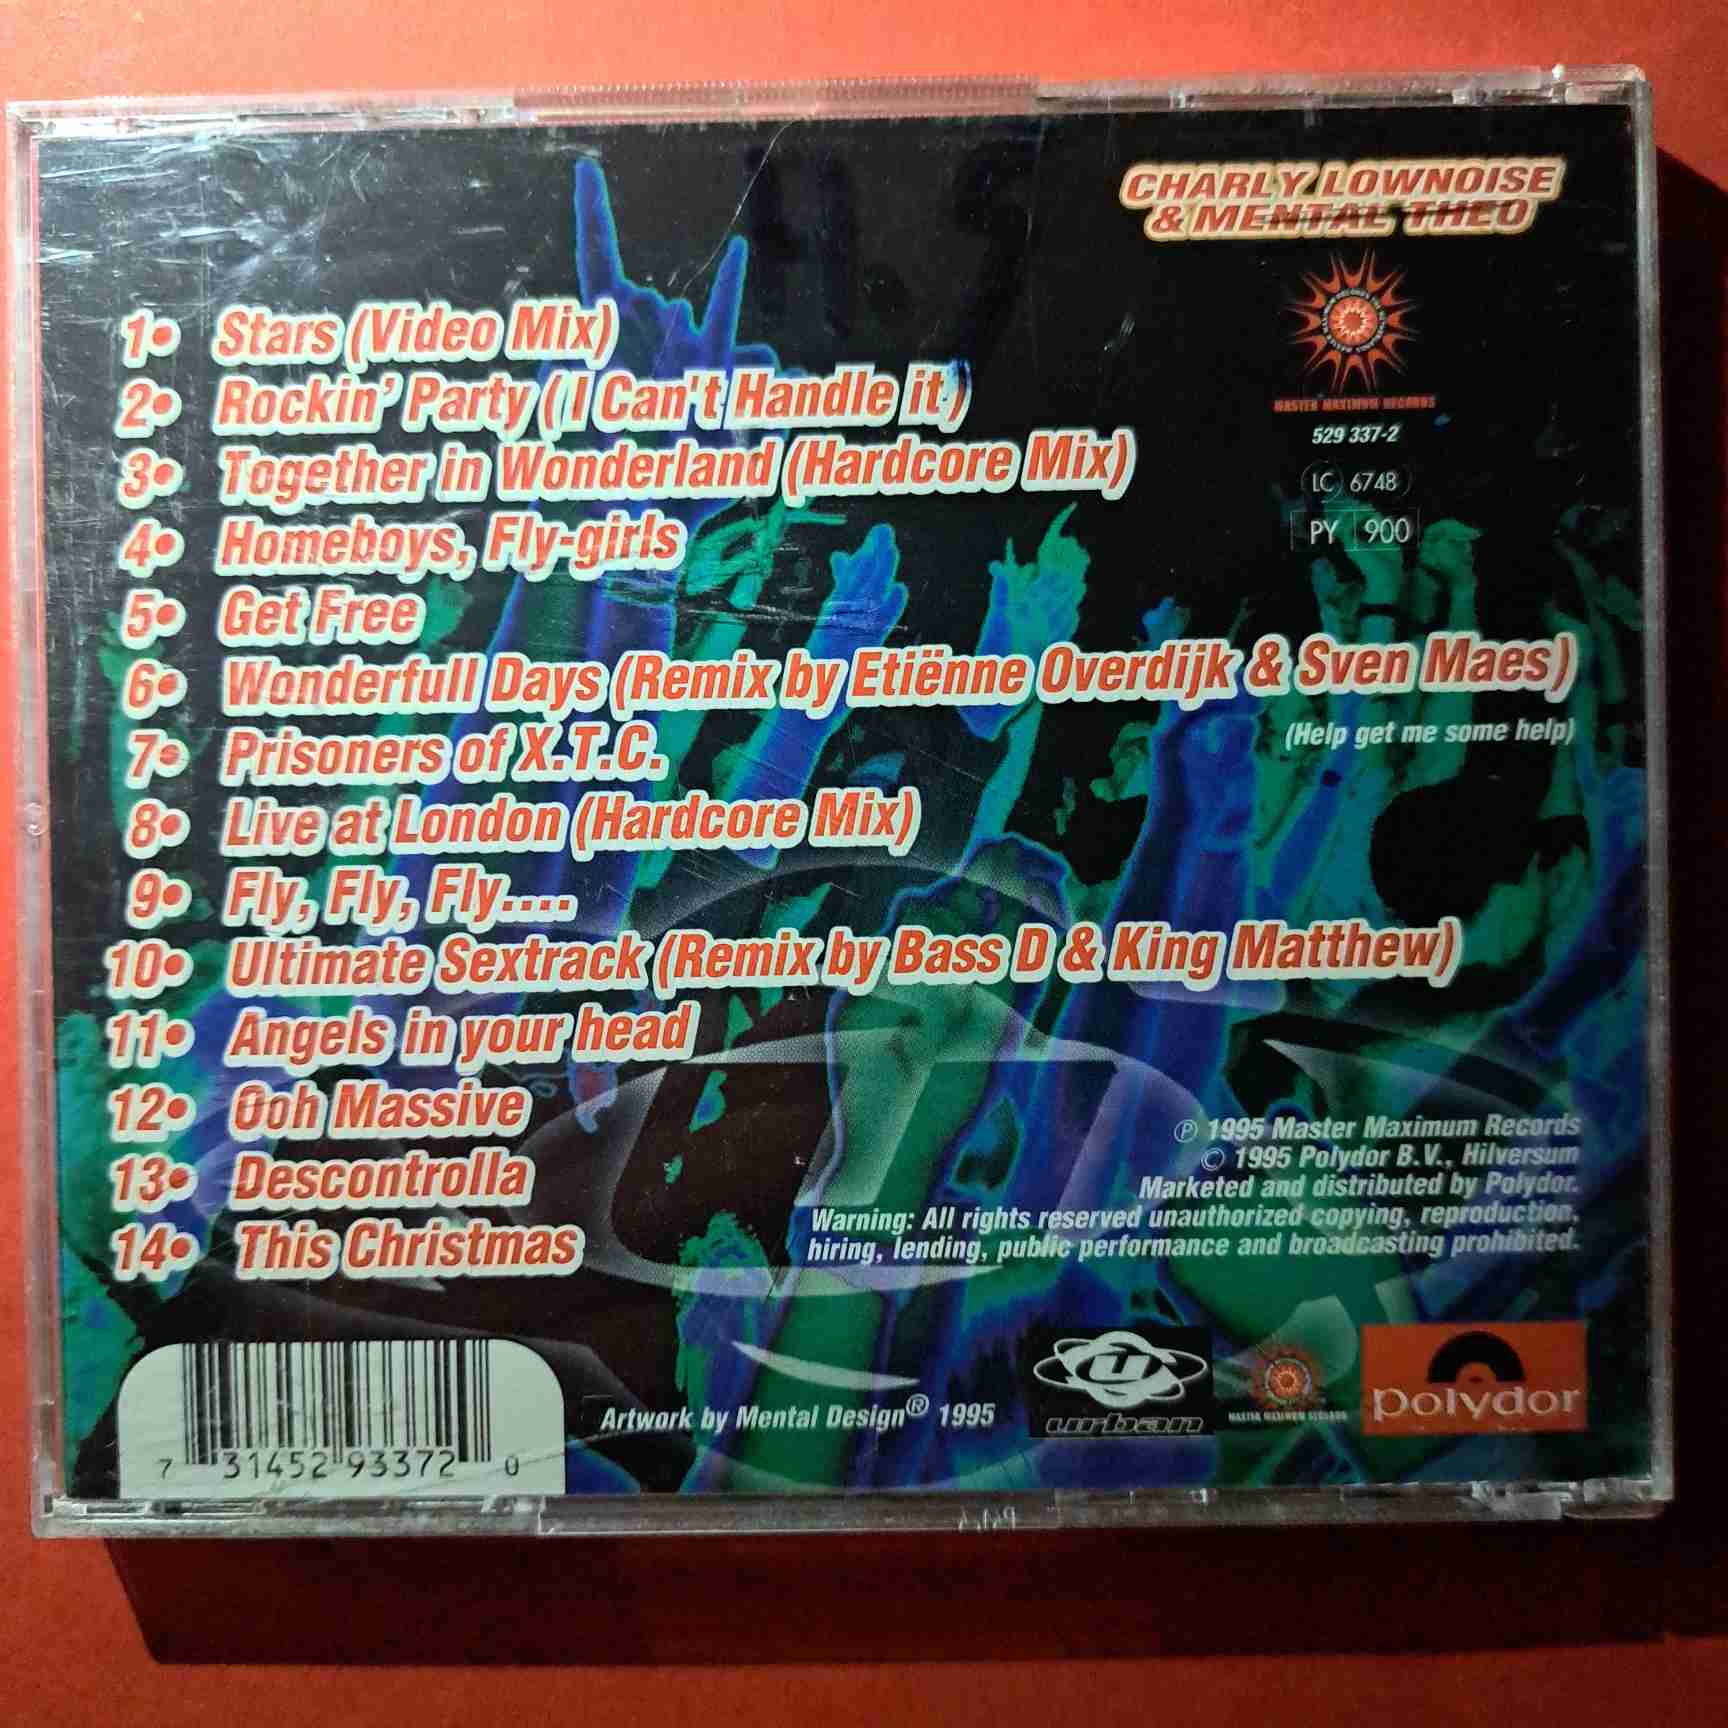 CHARLY LOWNOISE
& MENTAL THEO
MASTER MAXIMUM RECORDS
529 337-2
LC 6748
PY 900
1• Stars (Video Mix)
2• Rockin' Party ( I Can't Handle it )
3• Together in Wonderland (Hardcore Mix)
4• Homeboys, Fly-girls
5• Get Free
6• Wonderfull Days (Remix by Etiënne Overdijk & Sven Maes)
(Help get me some help)
7• Prisoners of X.T.C.
8• Live at London (Hardcore Mix)
9• Fly, Fly, Fly....
10• Ultimate Sextrack (Remix by Bass D & King Matthew)
11• Angels in your head
12• Ooh Massive
13• Descontrolla
14• This Christmas
℗ 1995 Master Maximum Records
© 1995 Polydor B.V., Hilversum
Marketed and distributed by Polydor.
Warning: All rights reserved unauthorized copying, reproduction,
hiring, lending, public performance and broadcasting prohibited.
7 31452 93372 0
Artwork by Mental Design® 1995
U
urban
MASTER MAXIMUM RECORDS
polydor